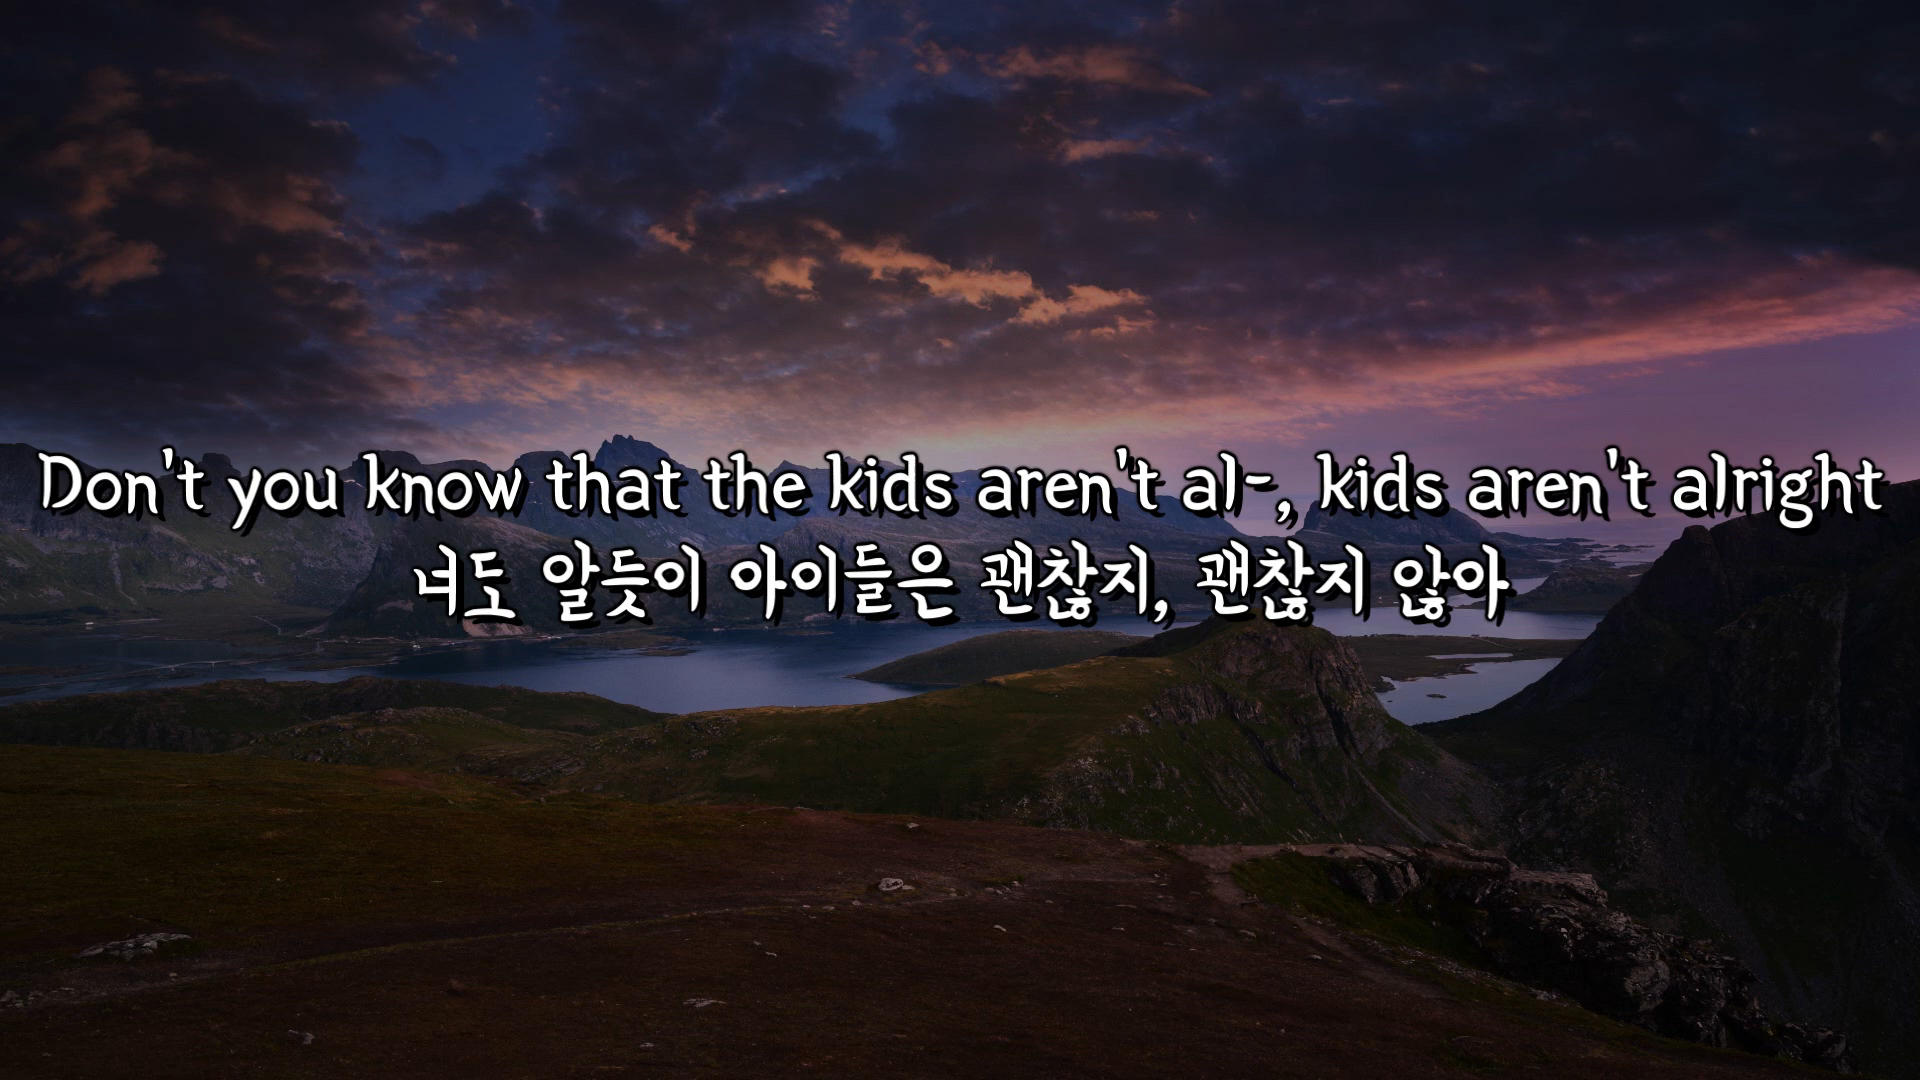 Don't you know that the kids aren't al-, kids aren't alright
너도 알듯이 아이들은 괜찮지, 괜찮지 않아